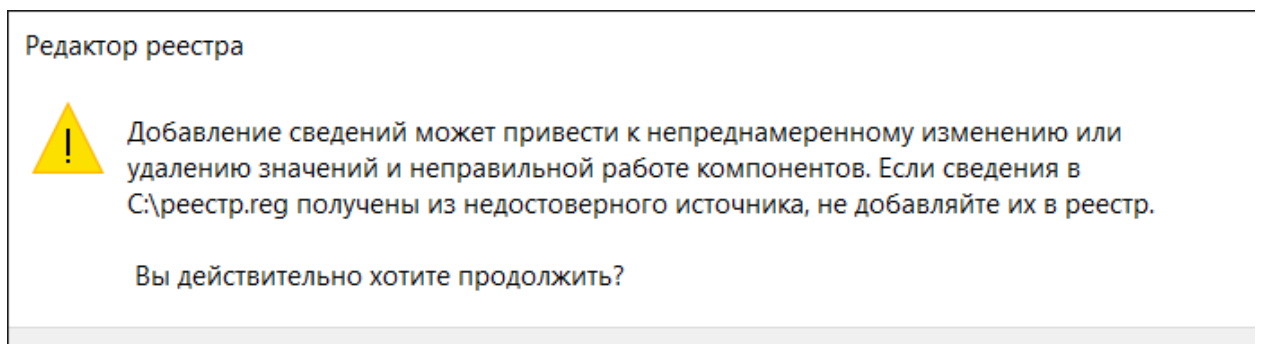 Редактор реестра
!
Добавление сведений может привести к непреднамеренному изменению или
удалению значений и неправильной работе компонентов. Если сведения в
C:\реестр.reg получены из недостоверного источника, не добавляйте их в реестр.
Вы действительно хотите продолжить?